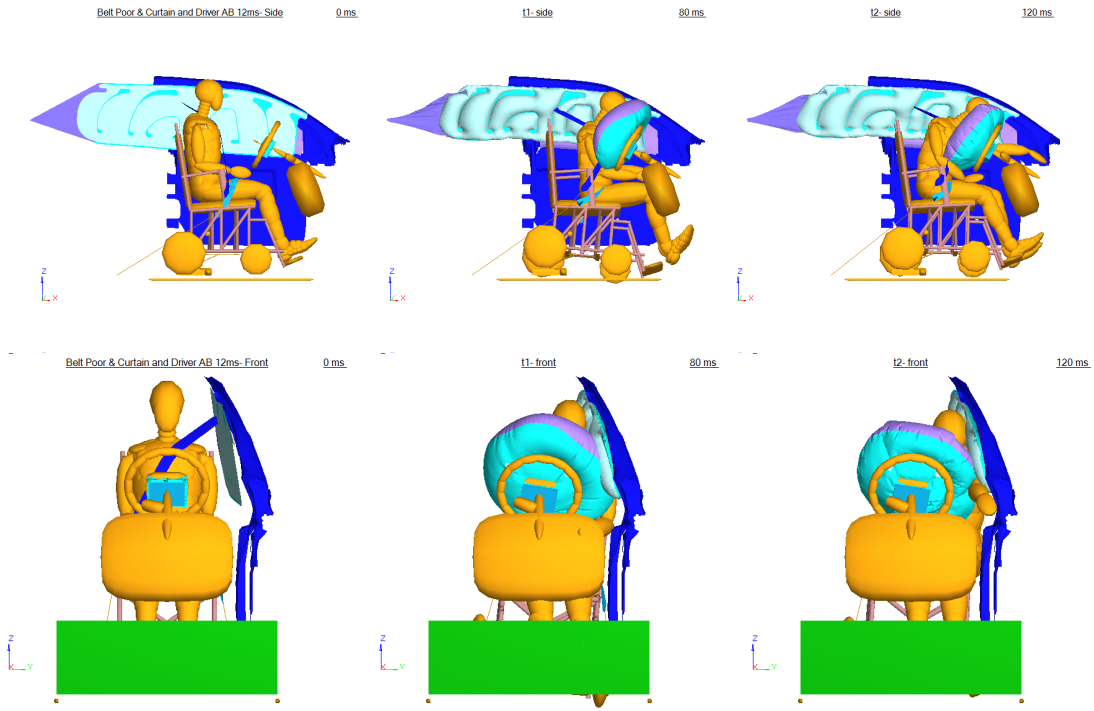 Belt Poor & Curtain and Driver AB 12ms- Side 0 ms
t1- side 80 ms
t2- side 120 ms
Z X
Z X
Z X
Belt Poor & Curtain and Driver AB 12ms- Front 0 ms
t1- front 80 ms
t2- front 120 ms
Z X Y
Z X Y
Z X Y